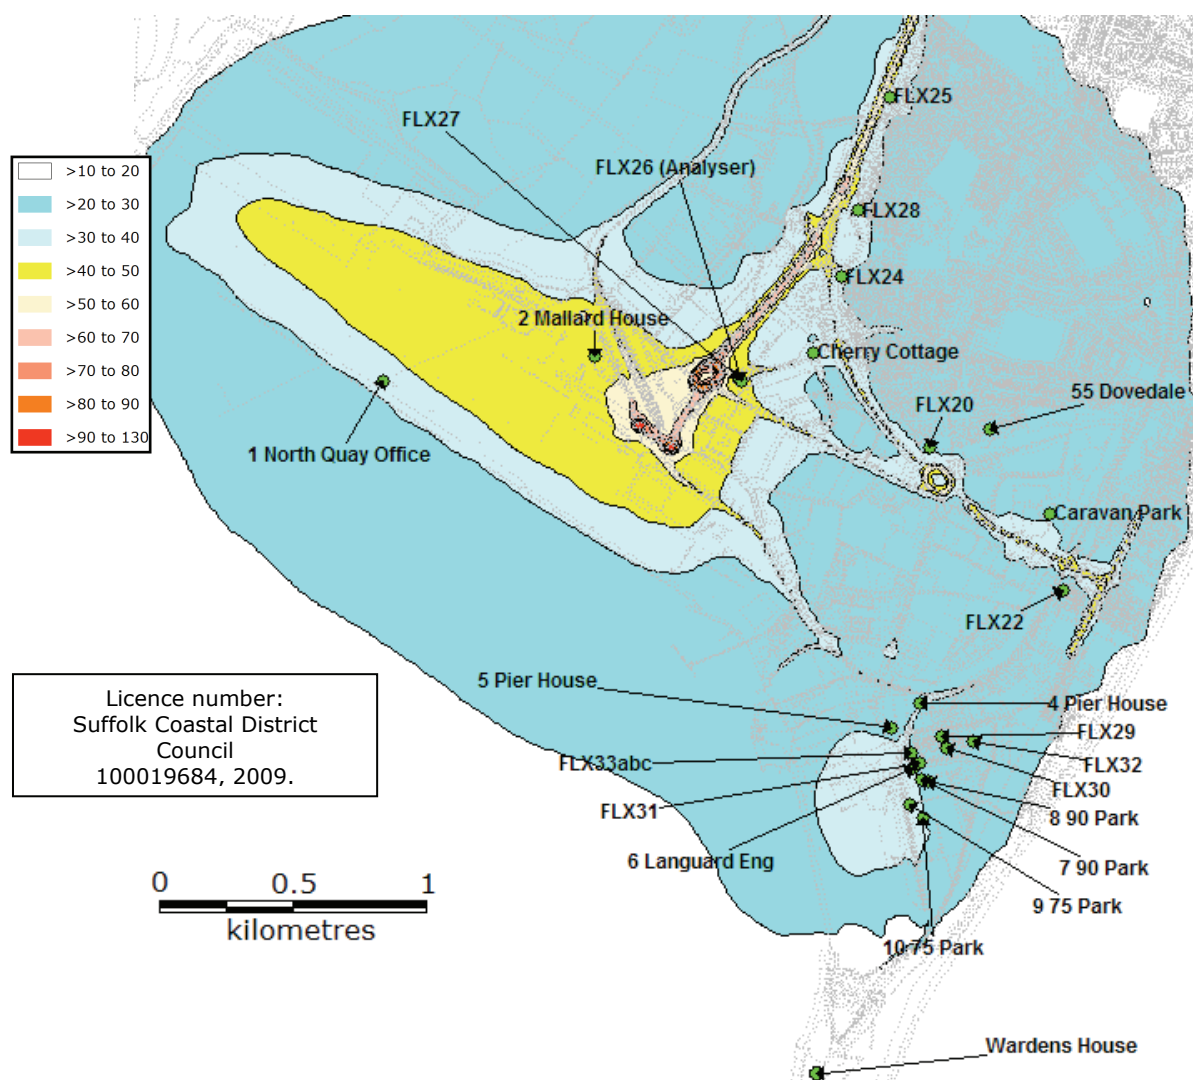 FLX25
FLX27
FLX26 (Analyser)
>10 to 20
>20 to 30
>30 to 40
>40 to 50
>50 to 60
>60 to 70
>70 to 80
>80 to 90
>90 to 130
FLX28
FLX24
2 Mallard House
Cherry Cottage
55 Dovedale
FLX20
1 North Quay Office
Caravan Park
FLX22
5 Pier House
4 Pier House
Licence number:
Suffolk Coastal District
Council
100019684, 2009.
FLX29
FLX33abc
FLX32
FLX30
FLX31
8 90 Park
6 Languard Eng
7 90 Park
9 75 Park
10 75 Park
0 0.5 1
kilometres
Wardens House